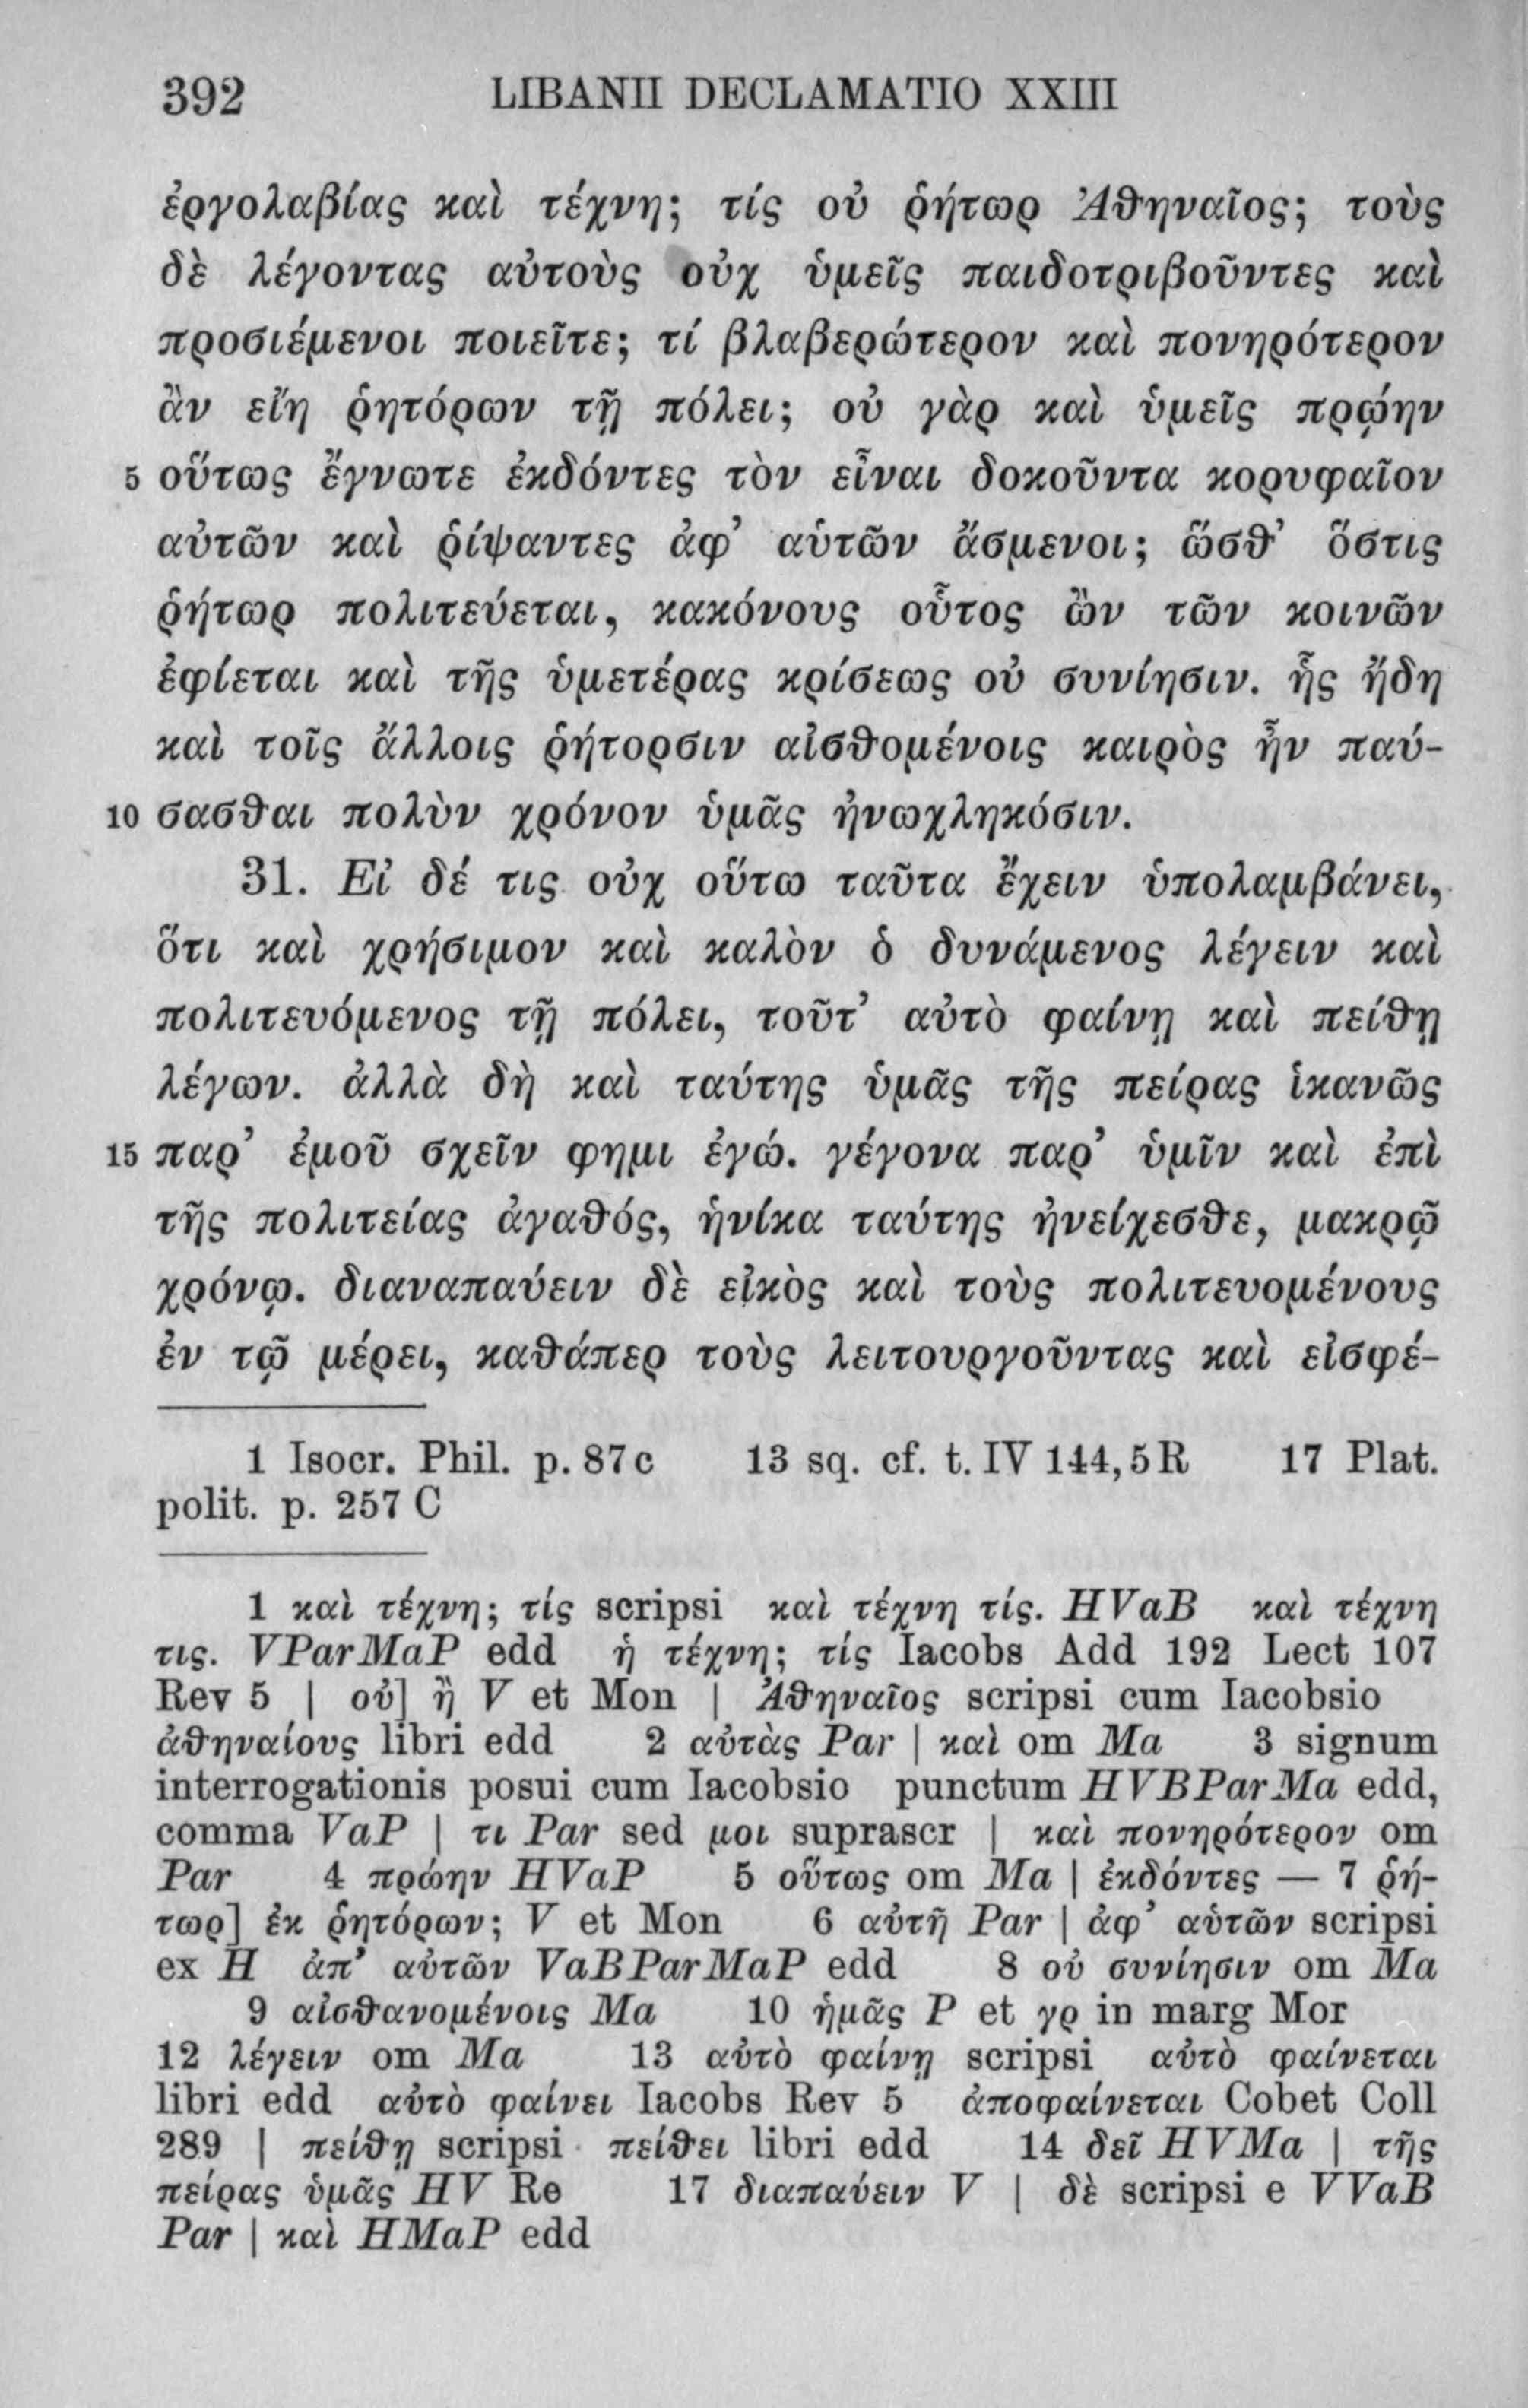 392 LIBANII DECLAMATIO XXIII
ἐργολαβίας καὶ τέχνη; τίς οὐ ῥήτωρ Ἀθηναῖος; τοὺς
δὲ λέγοντας αὐτοὺς οὐχ ὑμεῖς παιδοτριβοῦντες καὶ
προσιέμενοι ποιεῖτε; τί βλαβερώτερον καὶ πονηρότερον
ἂν εἴη ῥητόρων τῇ πόλει; οὐ γὰρ καὶ ὑμεῖς πρῴην
5 οὕτως ἔγνωτε ἐκδόντες τὸν εἶναι δοκοῦντα κορυφαῖον
αὐτῶν καὶ ῥίψαντες ἀφ’ αὑτῶν ἄσμενοι; ὥσθ’ ὅστις
ῥήτωρ πολιτεύεται, κακόνους οὗτος ὢν τῶν κοινῶν
ἐφίεται καὶ τῆς ὑμετέρας κρίσεως οὐ συνίησιν. ἧς ἤδη
καὶ τοῖς ἄλλοις ῥήτορσιν αἰσθομένοις καιρὸς ἦν παύ-
10 σασθαι πολὺν χρόνον ὑμᾶς ἠνωχληκόσιν.
31. Εἰ δέ τις οὐχ οὕτω ταῦτα ἔχειν ὑπολαμβάνει,
ὅτι καὶ χρήσιμον καὶ καλὸν ὁ δυνάμενος λέγειν καὶ
πολιτευόμενος τῇ πόλει, τοῦτ’ αὐτὸ φαίνῃ καὶ πείθῃ
λέγων. ἀλλὰ δὴ καὶ ταύτης ὑμᾶς τῆς πείρας ἱκανῶς
15 παρ’ ἐμοῦ σχεῖν φημι ἐγώ. γέγονα παρ’ ὑμῖν καὶ ἐπὶ
τῆς πολιτείας ἀγαθός, ἡνίκα ταύτης ἠνείχεσθε, μακρῷ
χρόνῳ. διαναπαύειν δὲ εἰκὸς καὶ τοὺς πολιτευομένους
ἐν τῷ μέρει, καθάπερ τοὺς λειτουργοῦντας καὶ εἰσφέ-
1 Isocr. Phil. p. 87 c 13 sq. cf. t. IV 144, 5 R 17 Plat.
polit. p. 257 C
1 καὶ τέχνη; τίς scripsi καὶ τέχνη τίς. HVaB καὶ τέχνη
τις. VParMaP edd ἡ τέχνη; τίς Iacobs Add 192 Lect 107
Rev 5 | οὐ] ἢ V et Mon | Ἀθηναῖος scripsi cum Iacobsio
ἀθηναίους libri edd 2 αὐτὰς Par | καὶ om Ma 3 signum
interrogationis posui cum Iacobsio punctum HVBParMa edd,
comma VaP | τι Par sed μοι suprascr | καὶ πονηρότερον om
Par 4 πρώην HVaP 5 οὕτως om Ma | ἐκδόντες — 7 ῥή-
τωρ] ἐκ ῥητόρων; V et Mon 6 αὐτῆ Par | ἀφ’ αὑτῶν scripsi
ex H ἀπ’ αὐτῶν VaBParMaP edd 8 οὐ συνίησιν om Ma
9 αἰσθανομένοις Ma 10 ἡμᾶς P et γρ in marg Mor
12 λέγειν om Ma 13 αὐτὸ φαίνῃ scripsi αὐτὸ φαίνεται
libri edd αὐτὸ φαίνει Iacobs Rev 5 ἀποφαίνεται Cobet Coll
289 | πείθῃ scripsi πείθει libri edd 14 δεῖ HVMa | τῆς
πείρας ὑμᾶς HV Re 17 διαπαύειν V | δὲ scripsi e VVaB
Par | καὶ HMaP edd